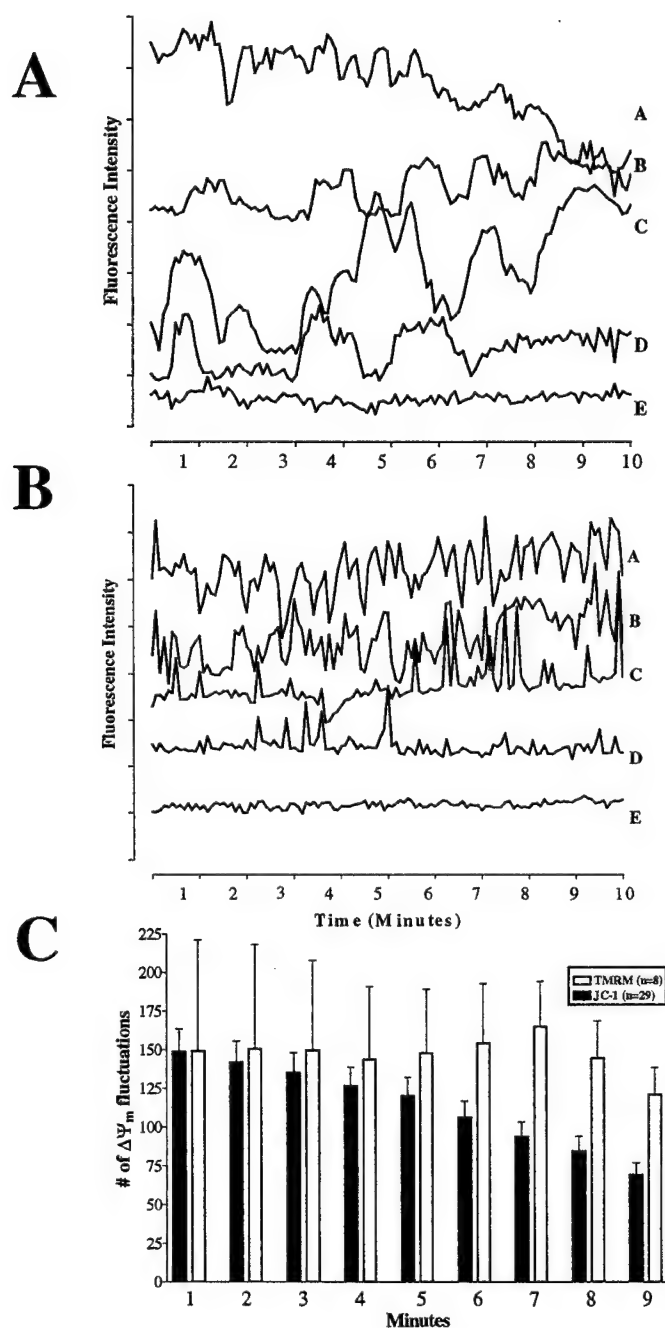 A
Fluorescence Intensity
A
B
C
D
E
1 2 3 4 5 6 7 8 9 10
B
Fluorescence Intensity
A
B
C
D
E
1 2 3 4 5 6 7 8 9 10
Time (Minutes)
C
# of ΔΨm fluctuations
225
200
175
150
125
100
75
50
25
0
TMRM (n=8)
JC-1 (n=29)
1 2 3 4 5 6 7 8 9
Minutes